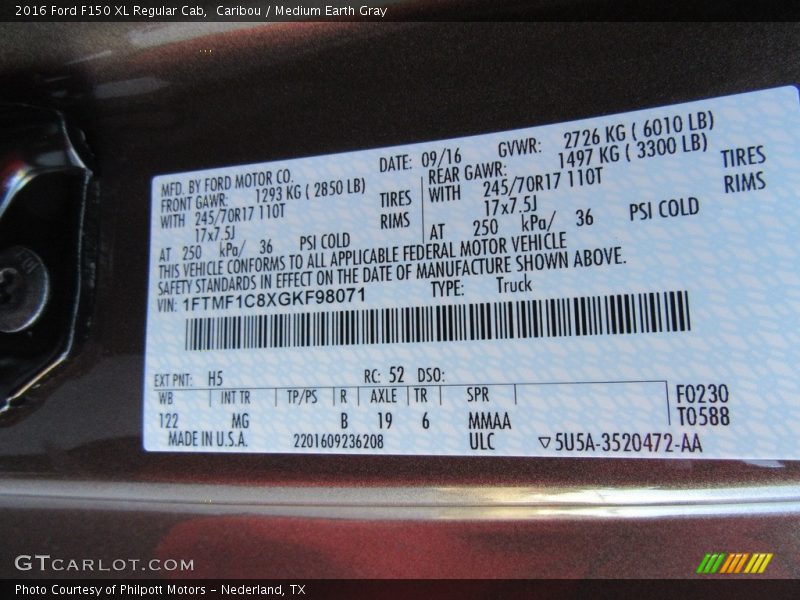 2016 Ford F150 XL Regular Cab,  Caribou / Medium Earth Gray
MFD. BY FORD MOTOR CO.
DATE: 09/16
GVWR: 2726 KG ( 6010 LB)
FRONT GAWR: 1293 KG ( 2850 LB)
REAR GAWR: 1497 KG ( 3300 LB)
WITH 245/70R17 110T TIRES
WITH 245/70R17 110T TIRES
17x7.5J RIMS
17x7.5J RIMS
AT 250 kPa/ 36 PSI COLD
AT 250 kPa/ 36 PSI COLD
THIS VEHICLE CONFORMS TO ALL APPLICABLE FEDERAL MOTOR VEHICLE
SAFETY STANDARDS IN EFFECT ON THE DATE OF MANUFACTURE SHOWN ABOVE.
VIN: 1FTMF1C8XGKF98071
TYPE: Truck
EXT PNT: H5 RC: 52 DSO:
WB INT TR TP/PS R AXLE TR SPR
122 MG B 19 6 MMAA
F0230
T0588
MADE IN U.S.A. 2201609236208 ULC ▽5U5A-3520472-AA
GTCARLOT.COM
Photo Courtesy of Philpott Motors - Nederland, TX